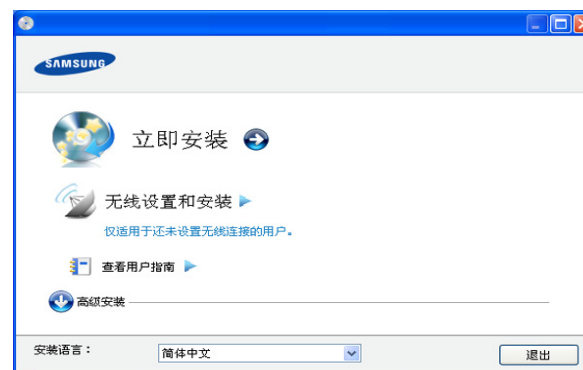 SAMSUNG
立即安装
无线设置和安装
仅适用于还未设置无线连接的用户。
查看用户指南
高级安装
安装语言：
简体中文
退出